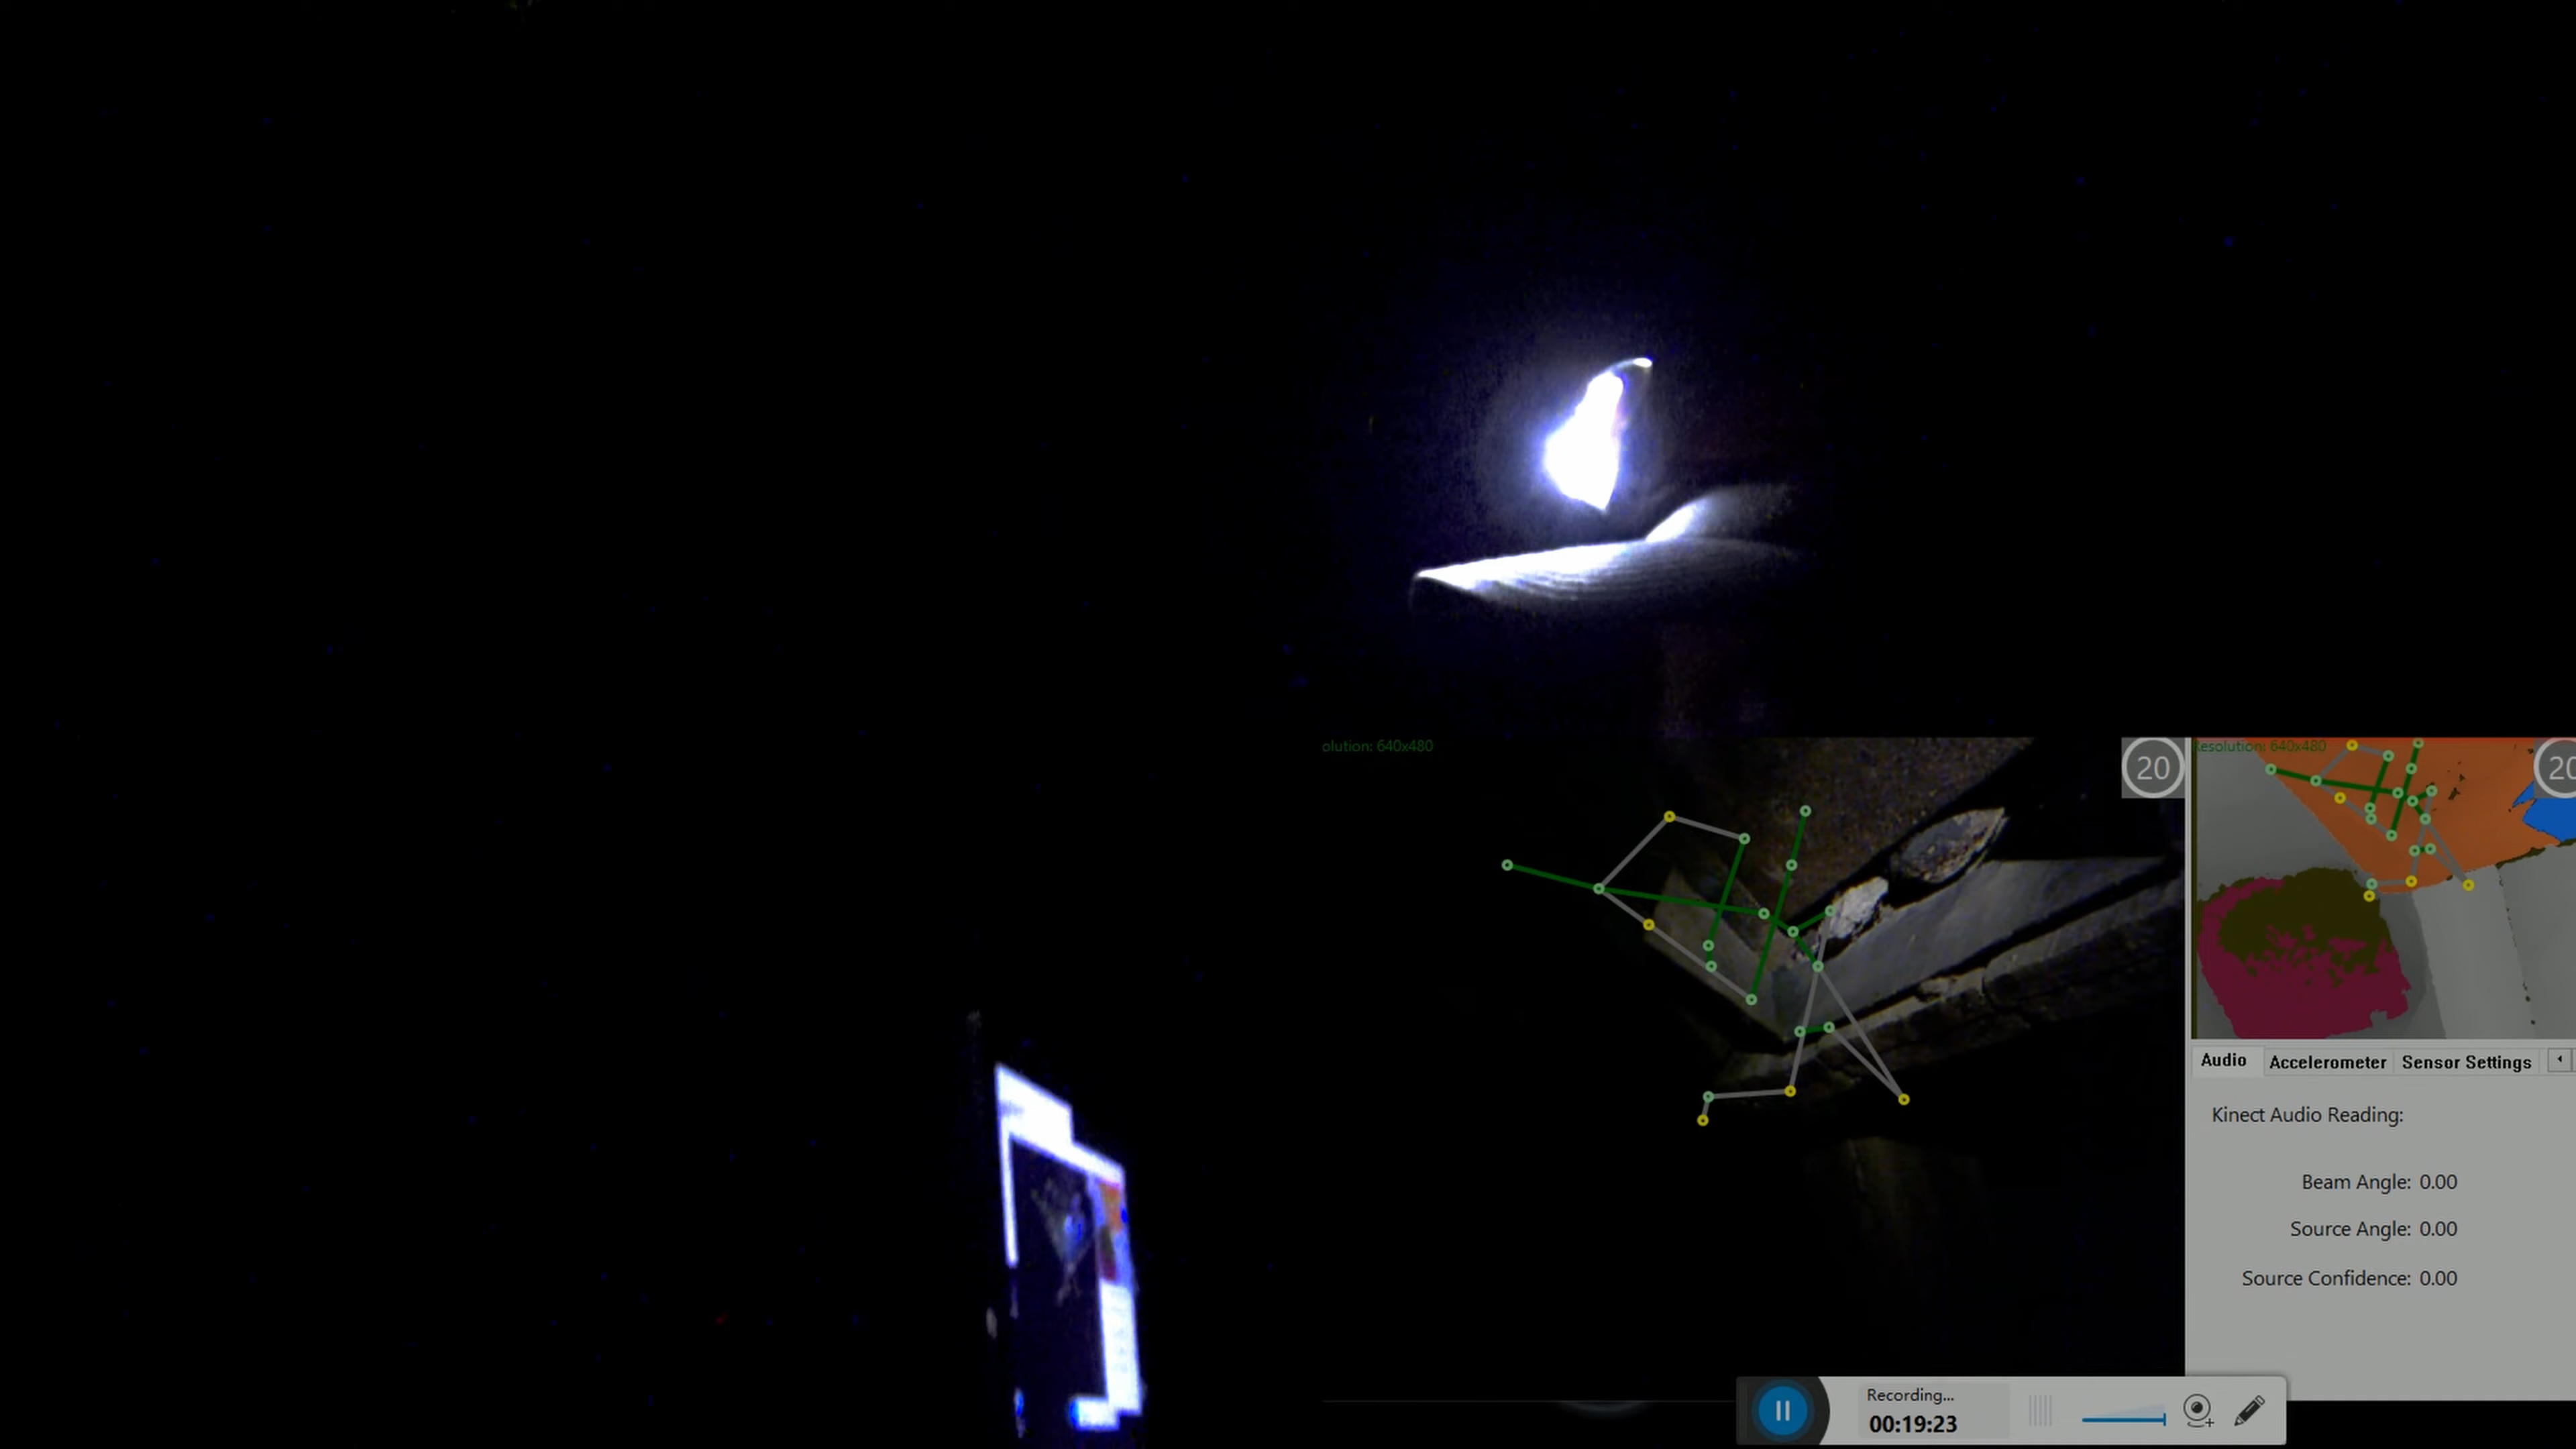 olution: 640x480
20
Resolution: 640x480
20
Audio Accelerometer Sensor Settings
Kinect Audio Reading:
Beam Angle: 0.00
Source Angle: 0.00
Source Confidence: 0.00
Recording...
00:19:23